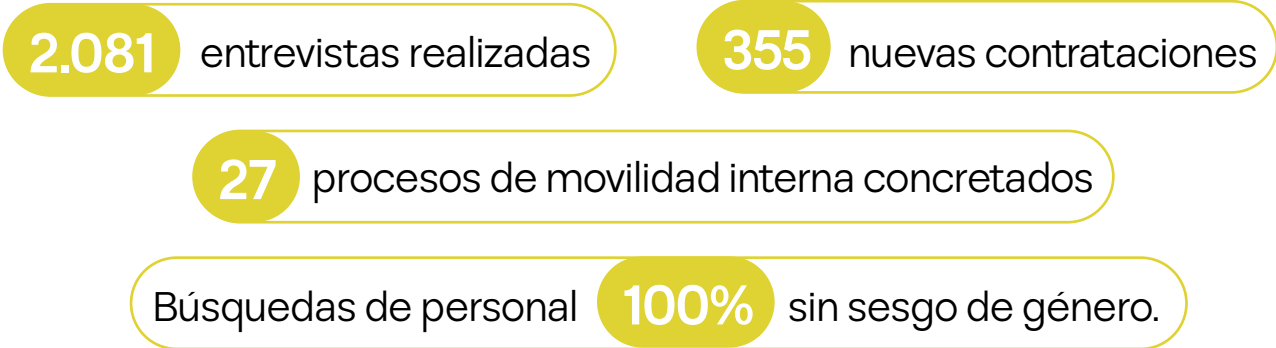 2.081 entrevistas realizadas
355 nuevas contrataciones
27 procesos de movilidad interna concretados
Búsquedas de personal 100% sin sesgo de género.